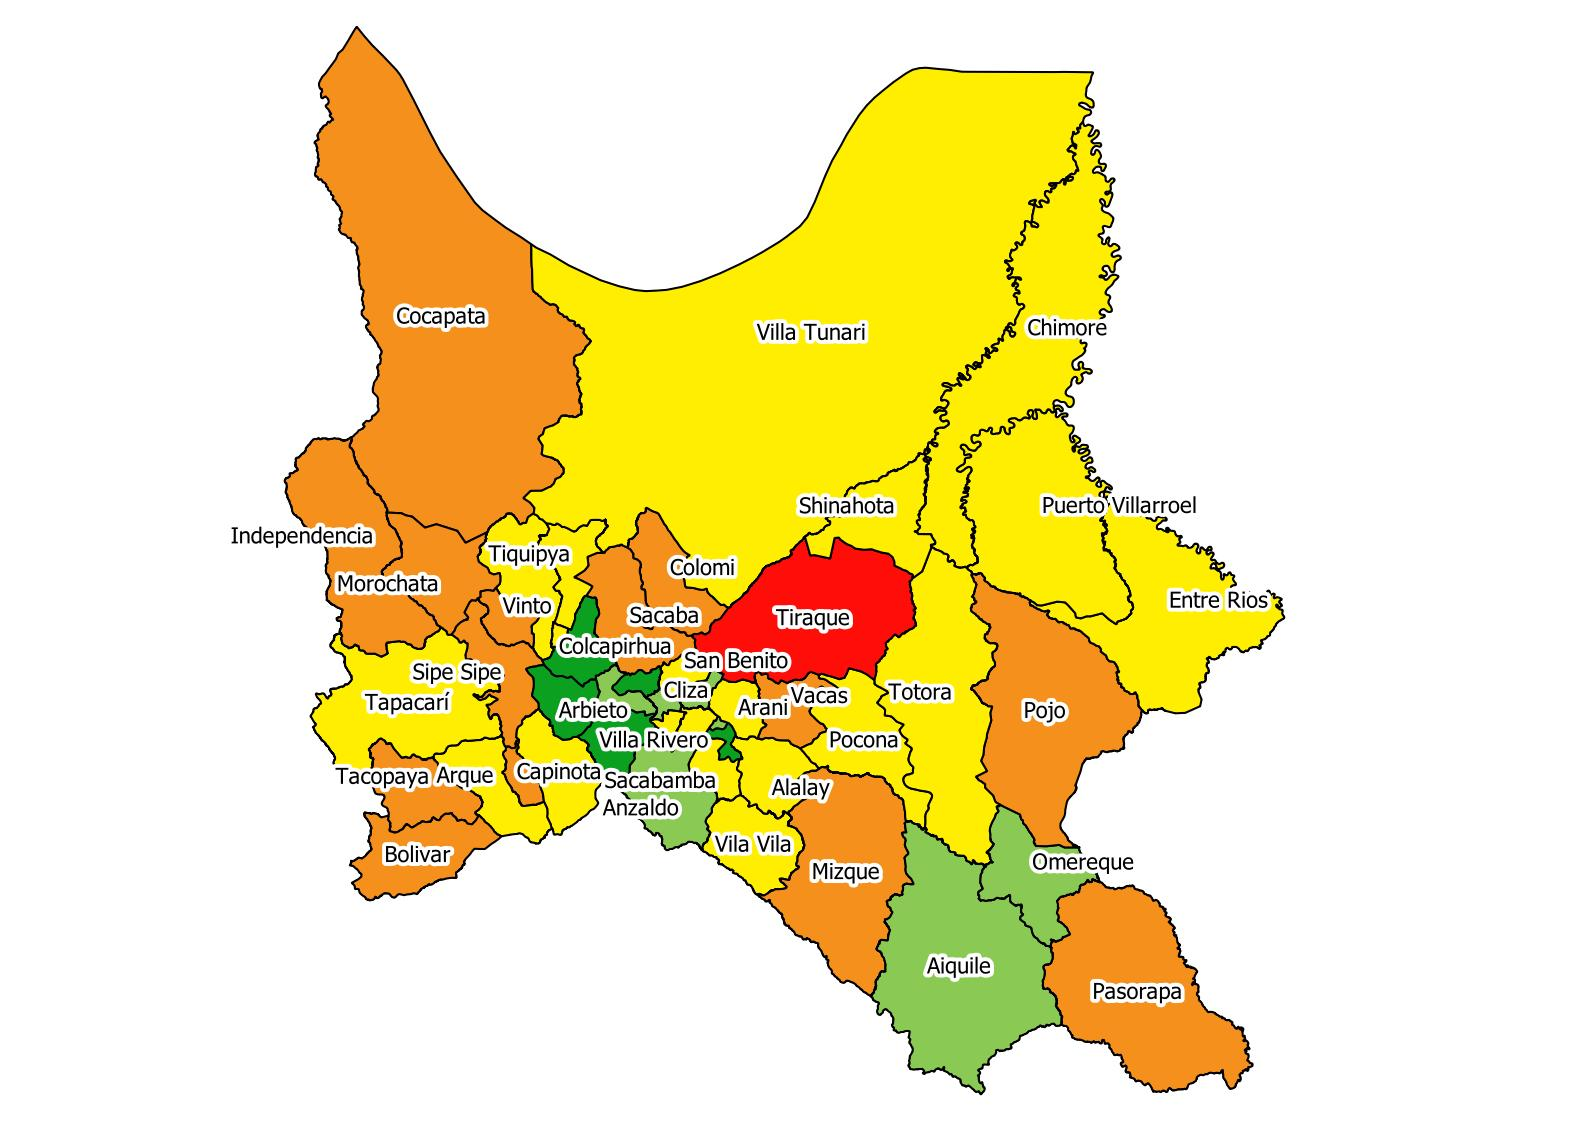 Cocapata
Villa Tunari
Chimore
Shinahota
Puerto Villarroel
Independencia
Tiquipya
Colomi
Morochata
Entre Rios
Vinto
Sacaba
Tiraque
Colcapirhua
San Benito
Sipe Sipe
Cliza
Totora
Tapacarí
Arbieto
Arani
Vacas
Pojo
Villa Rivero
Pocona
Tacopaya
Arque
Capinota
Sacabamba
Alalay
Anzaldo
Vila Vila
Bolivar
Mizque
Omereque
Aiquile
Pasorapa